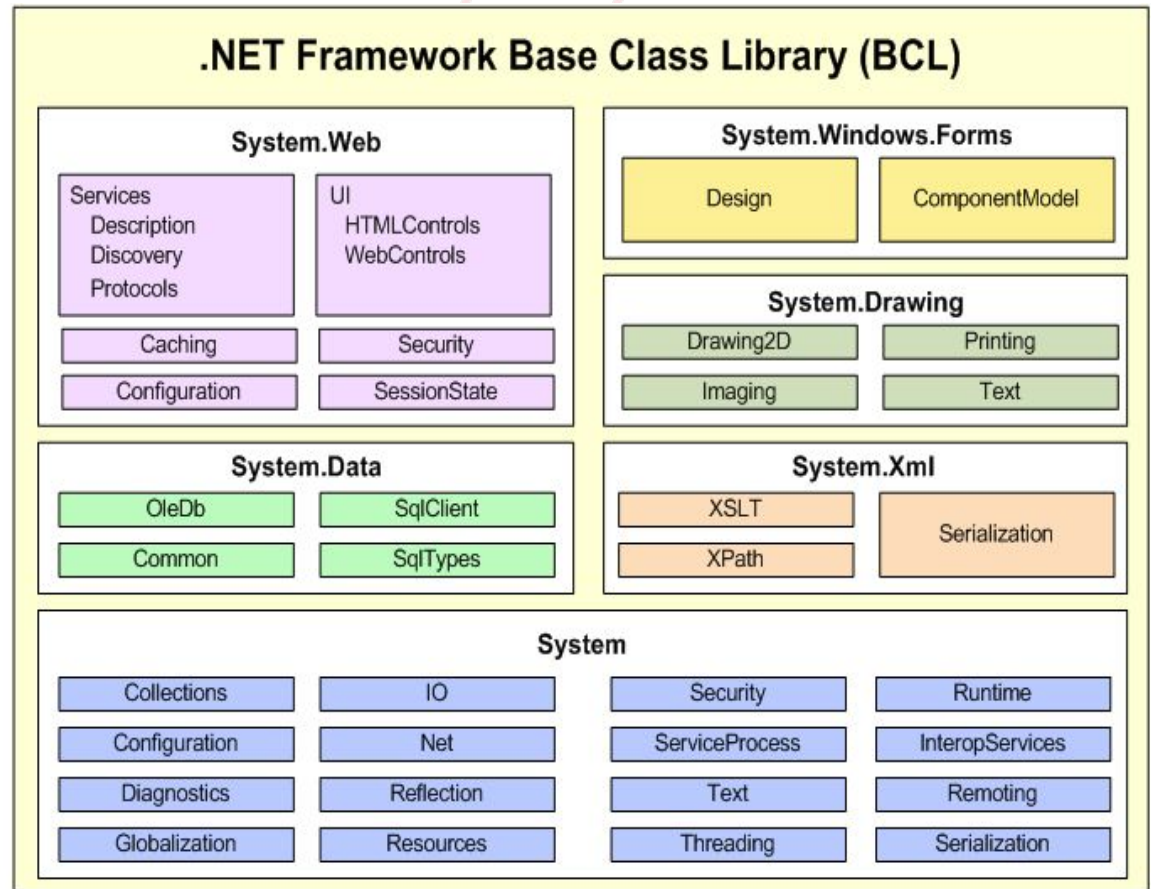 .NET Framework Base Class Library (BCL)
System.Web
Services
Description
Discovery
Protocols
UI
HTMLControls
WebControls
Caching
Security
Configuration
SessionState
System.Windows.Forms
Design
ComponentModel
System.Drawing
Drawing2D
Printing
Imaging
Text
System.Data
OleDb
SqlClient
Common
SqlTypes
System.Xml
XSLT
XPath
Serialization
System
Collections
IO
Security
Runtime
Configuration
Net
ServiceProcess
InteropServices
Diagnostics
Reflection
Text
Remoting
Globalization
Resources
Threading
Serialization